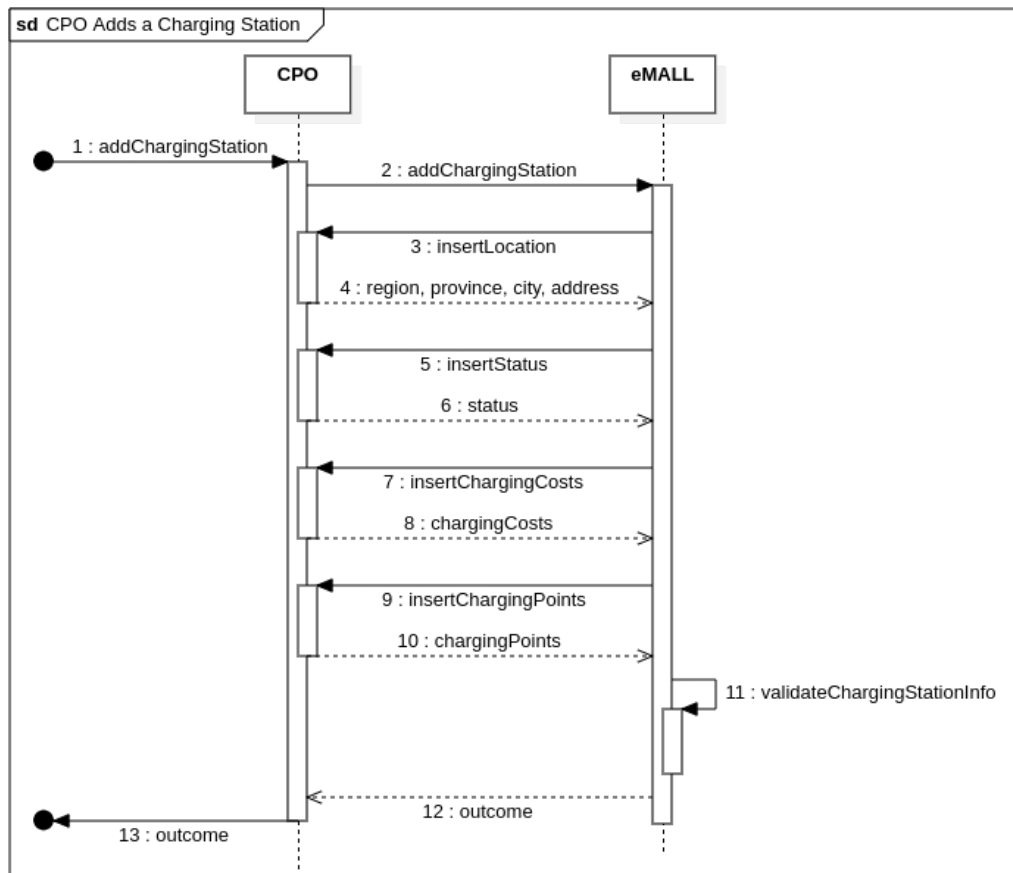 sd CPO Adds a Charging Station
CPO
eMALL
1 : addChargingStation
2 : addChargingStation
3 : insertLocation
4 : region, province, city, address
5 : insertStatus
6 : status
7 : insertChargingCosts
8 : chargingCosts
9 : insertChargingPoints
10 : chargingPoints
11 : validateChargingStationInfo
12 : outcome
13 : outcome